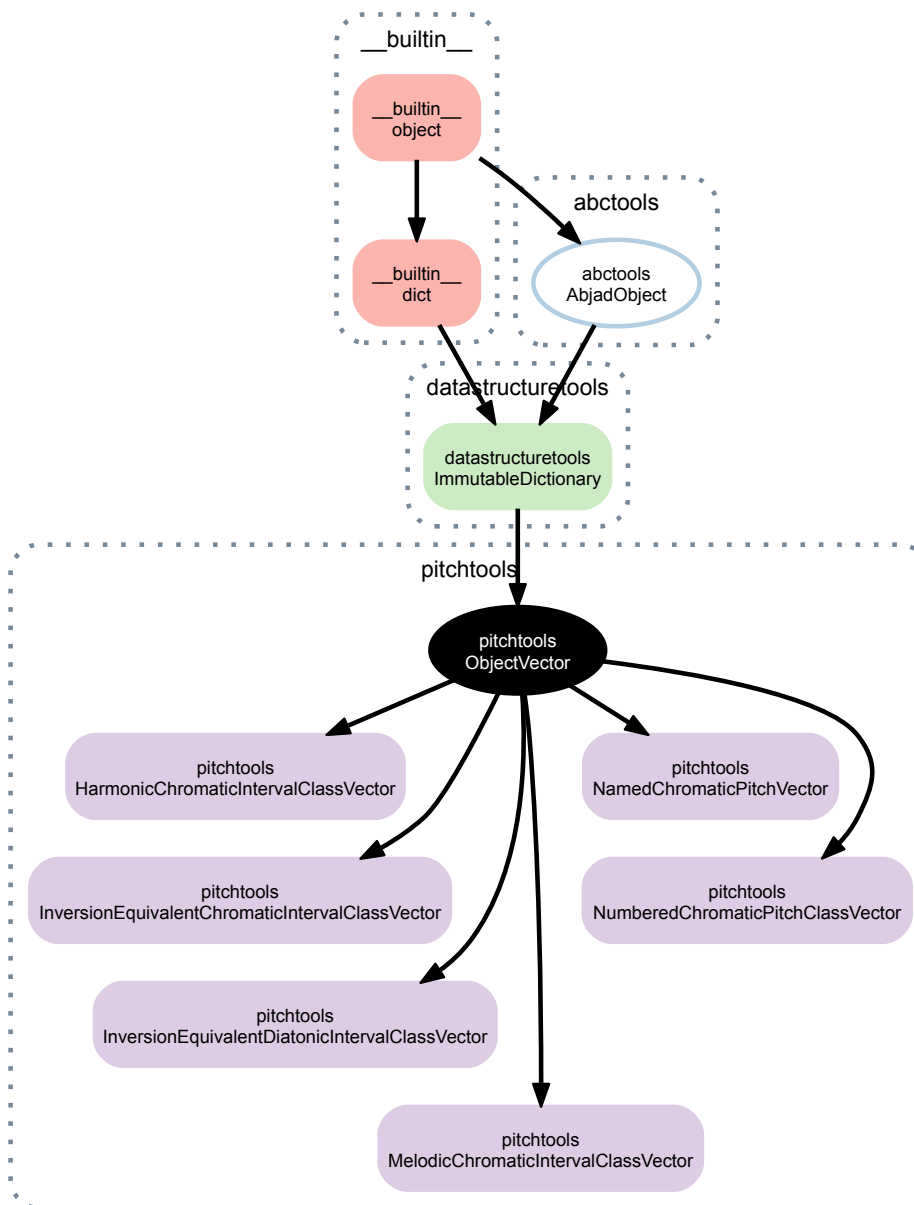 __builtin__
__builtin__
object
abctools
__builtin__
dict
abctools
AbjadObject
datastructuretools
datastructuretools
ImmutableDictionary
pitchtools
pitchtools
ObjectVector
pitchtools
HarmonicChromaticIntervalClassVector
pitchtools
NamedChromaticPitchVector
pitchtools
InversionEquivalentChromaticIntervalClassVector
pitchtools
NumberedChromaticPitchClassVector
pitchtools
InversionEquivalentDiatonicIntervalClassVector
pitchtools
MelodicChromaticIntervalClassVector